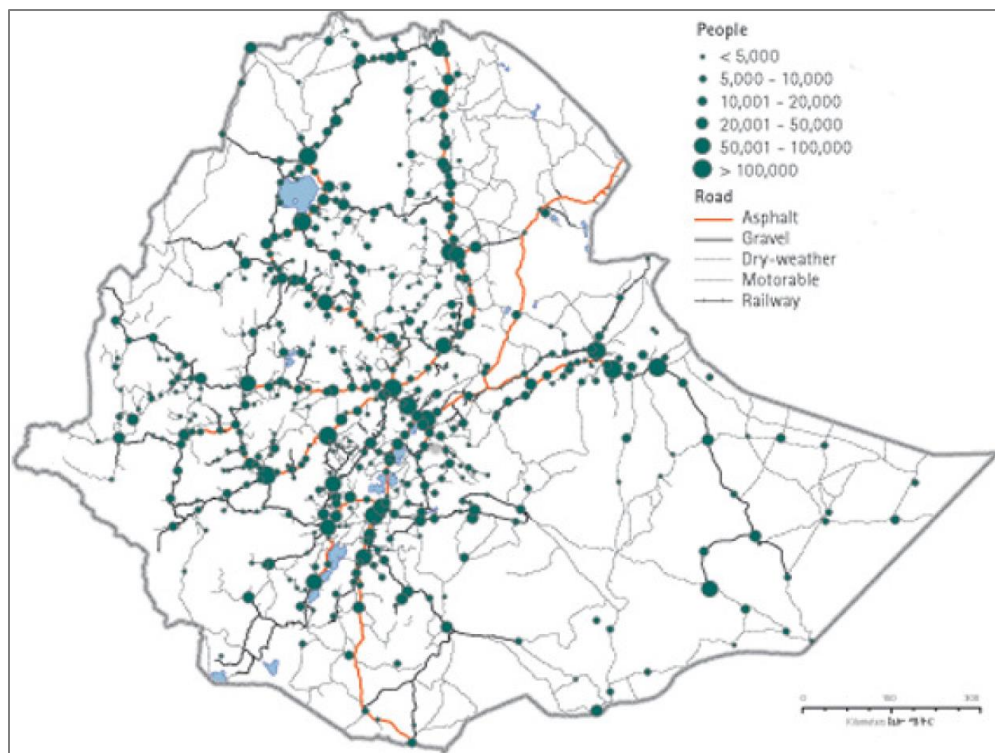 People
< 5,000
5,000 - 10,000
10,001 - 20,000
20,001 - 50,000
50,001 - 100,000
> 100,000
Road
Asphalt
Gravel
Dry-weather
Motorable
Railway
0
300
Kilometers